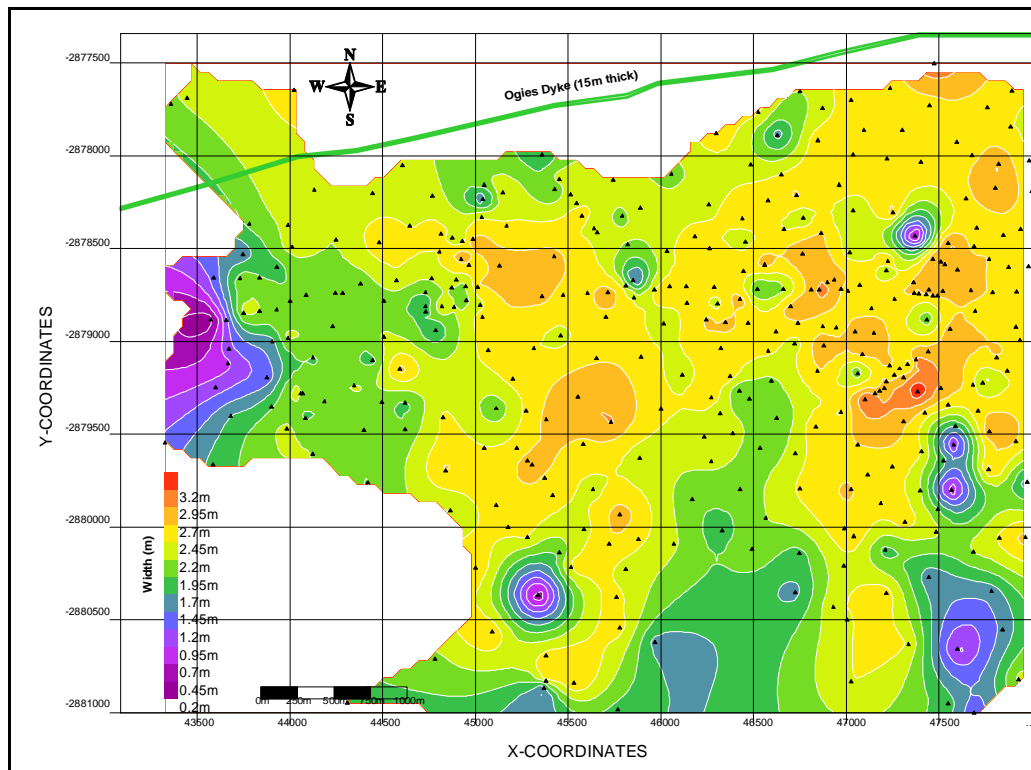 N
W E
S
Ogies Dyke (15m thick)
-2877500
-2878000
-2878500
-2879000
-2879500
-2880000
-2880500
-2881000
Y-COORDINATES
Width (m)
3.2m
2.95m
2.7m
2.45m
2.2m
1.95m
1.7m
1.45m
1.2m
0.95m
0.7m
0.45m
0.2m
0m 250m 500m 750m 1000m
43500 44000 44500 45000 45500 46000 46500 47000 47500 ...
X-COORDINATES